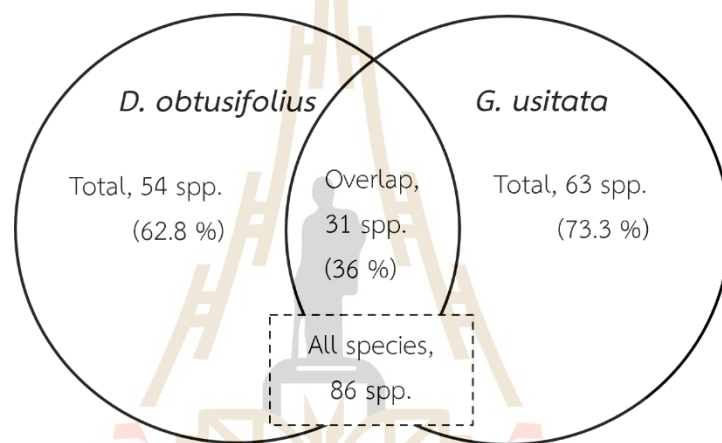 D. obtusifolius
G. usitata
Total, 54 spp.
(62.8 %)
Overlap,
31 spp.
(36 %)
Total, 63 spp.
(73.3 %)
All species,
86 spp.